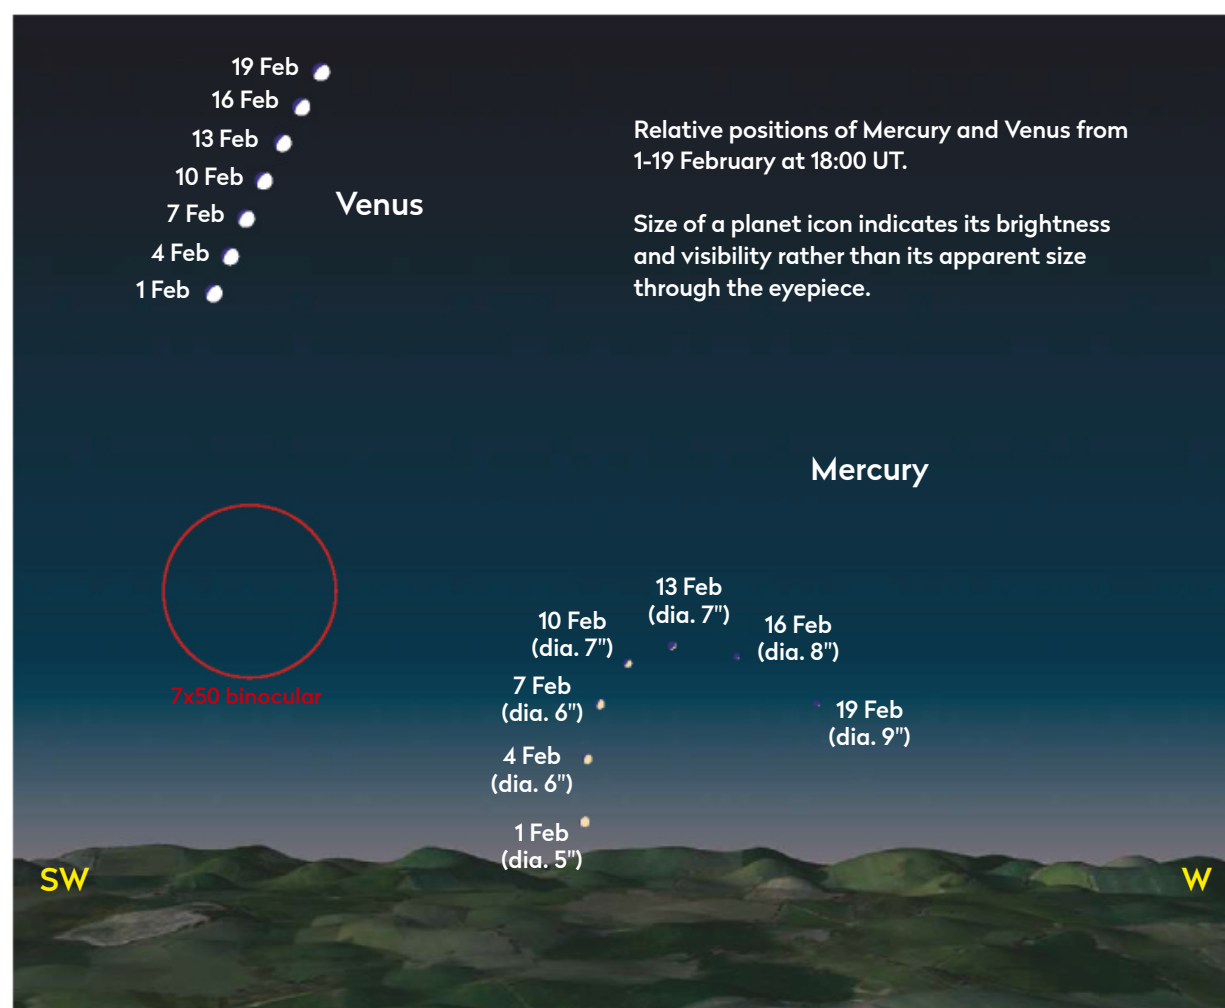 19 Feb
16 Feb
13 Feb
10 Feb
7 Feb
4 Feb
1 Feb
Venus
Relative positions of Mercury and Venus from
1-19 February at 18:00 UT.
Size of a planet icon indicates its brightness
and visibility rather than its apparent size
through the eyepiece.
Mercury
13 Feb
(dia. 7")
10 Feb
(dia. 7")
16 Feb
(dia. 8")
7 Feb
(dia. 6")
19 Feb
(dia. 9")
4 Feb
(dia. 6")
1 Feb
(dia. 5")
7x50 binocular
SW
W